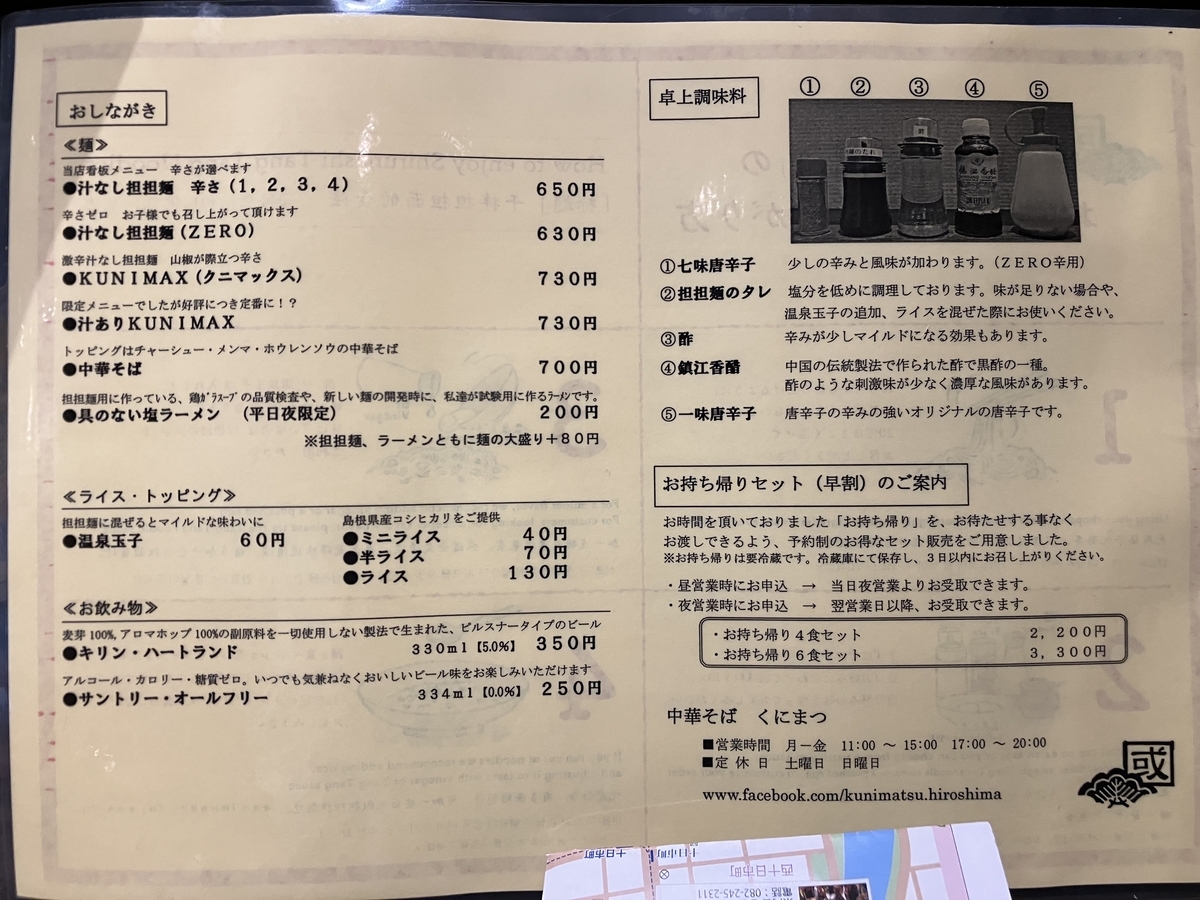 おしながき
≪麺≫
当店看板メニュー 辛さが選べます
●汁なし担担麺 辛さ（1，2，3，4） 650円
辛さゼロ お子様でも召し上がって頂けます
●汁なし担担麺（ZERO） 630円
激辛汁なし担担麺 山椒が際立つ辛さ
●KUNIMAX（クニマックス） 730円
限定メニューでしたが好評につき定番に！？
●汁ありKUNIMAX 730円
トッピングはチャーシュー・メンマ・ホウレンソウの中華そば
●中華そば 700円
担担麺用に作っている、鶏ｶﾞﾗｽｰﾌﾟの品質検査や、新しい麺の開発時に、私達が試験用に作るﾗｰﾒﾝです。
●具のない塩ラーメン （平日夜限定） 200円
※担担麺、ラーメンともに麺の大盛り＋80円
≪ライス・トッピング≫
担担麺に混ぜるとマイルドな味わいに
●温泉玉子 60円
島根県産コシヒカリをご提供
●ミニライス 40円
●半ライス 70円
●ライス 130円
≪お飲み物≫
麦芽100%,アロマホップ100%の副原料を一切使用しない製法で生まれた、ピルスナータイプのビール
●キリン・ハートランド 330ml【5.0%】 350円
アルコール・カロリー・糖質ゼロ。いつでも気兼ねなくおいしいビール味をお楽しみいただけます
●サントリー・オールフリー 334ml【0.0%】 250円
卓上調味料
① ② ③ ④ ⑤
①七味唐辛子 少しの辛みと風味が加わります。（ZERO辛用）
②担担麺のタレ 塩分を低めに調理しております。味が足りない場合や、
温泉玉子の追加、ライスを混ぜた際にお使いください。
③酢 辛みが少しマイルドになる効果もあります。
④鎮江香醋 中国の伝統製法で作られた酢で黒酢の一種。
酢のような刺激味が少なく濃厚な風味があります。
⑤一味唐辛子 唐辛子の辛みの強いオリジナルの唐辛子です。
お持ち帰りセット（早割）のご案内
お時間を頂いておりました「お持ち帰り」を、お待たせする事なく
お渡しできるよう、予約制のお得なセット販売をご用意しました。
※お持ち帰りは要冷蔵です。冷蔵庫にて保存し、3日以内にお召し上がりください。
・昼営業時にお申込 → 当日夜営業よりお受取できます。
・夜営業時にお申込 → 翌営業日以降、お受取できます。
・お持ち帰り4食セット 2，200円
・お持ち帰り6食セット 3，300円
中華そば くにまつ
■営業時間 月－金 11:00 ～ 15:00 17:00 ～ 20:00
■定 休 日 土曜日 日曜日
www.facebook.com/kunimatsu.hiroshima
十日市町
十日市町
西十日市町
電話：082-245-2311